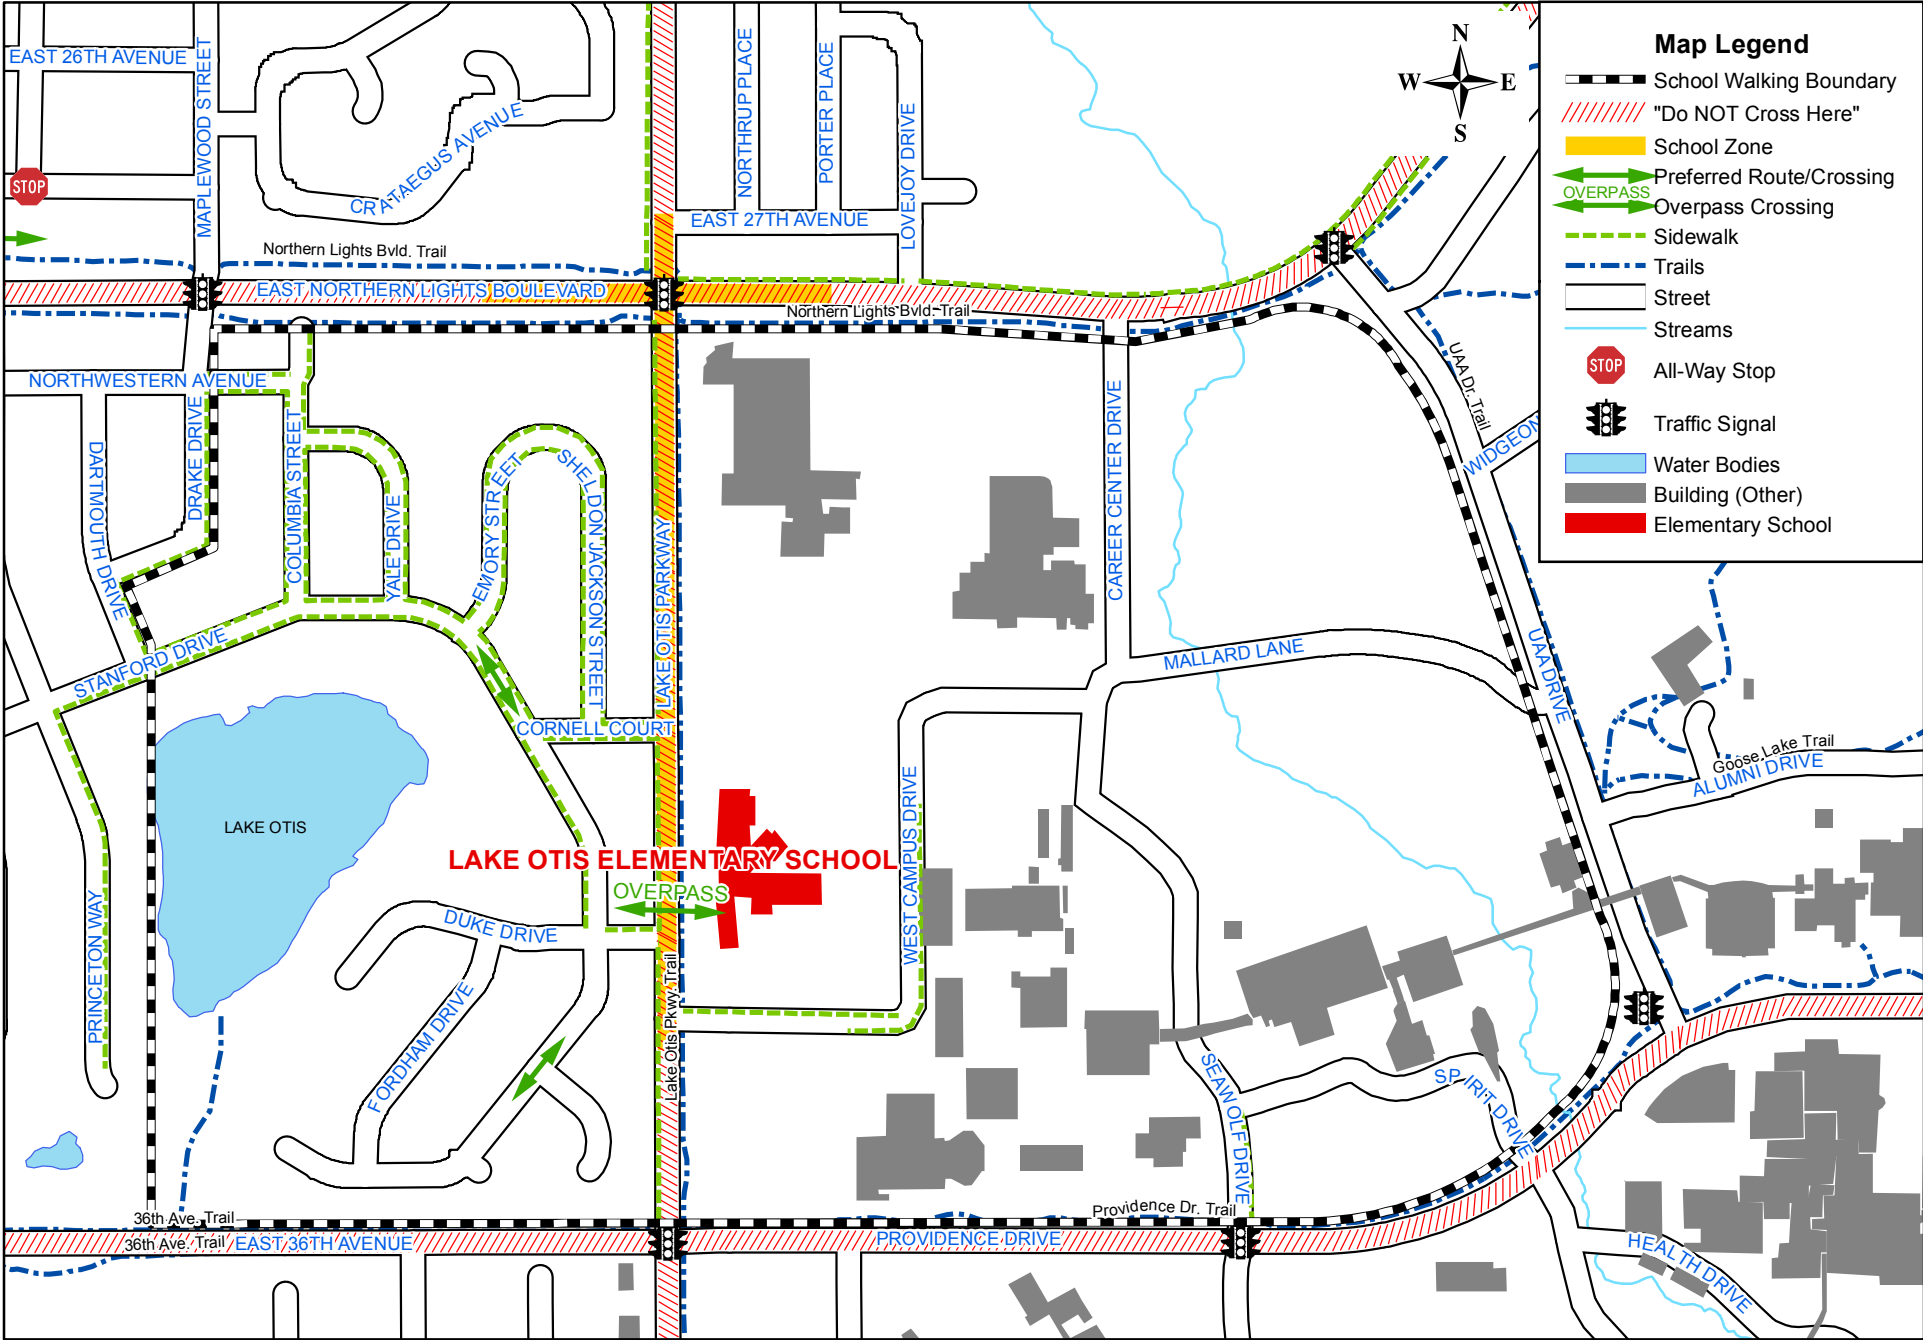 EAST 26TH AVENUE
MAPLEWOOD STREET
CRATAEGUS AVENUE
NORTHRUP PLACE
PORTER PLACE
LOVEJOY DRIVE
EAST 27TH AVENUE
STOP
Northern Lights Bvld. Trail
EAST NORTHERN LIGHTS BOULEVARD
Northern Lights Bvld. Trail
N
W
E
S
Map Legend
School Walking Boundary
"Do NOT Cross Here"
School Zone
Preferred Route/Crossing
OVERPASS
Overpass Crossing
Sidewalk
Trails
Street
Streams
STOP
All-Way Stop
Traffic Signal
Water Bodies
Building (Other)
Elementary School
NORTHWESTERN AVENUE
DARTMOUTH DRIVE
DRAKE DRIVE
COLUMBIA STREET
YALE DRIVE
EMORY STREET
SHELDON JACKSON STREET
LAKE OTIS PARKWAY
CAREER CENTER DRIVE
UAA Dr. Trail
WIDGEON
STANFORD DRIVE
MALLARD LANE
UAA DRIVE
CORNELL COURT
Goose Lake Trail
ALUMNI DRIVE
LAKE OTIS
LAKE OTIS ELEMENTARY SCHOOL
OVERPASS
WEST CAMPUS DRIVE
PRINCETON WAY
DUKE DRIVE
FORDHAM DRIVE
Lake Otis Pkwy. Trail
SEAWOLF DRIVE
SPIRIT DRIVE
36th Ave. Trail
36th Ave. Trail
EAST 36TH AVENUE
Providence Dr. Trail
PROVIDENCE DRIVE
HEALTH DRIVE